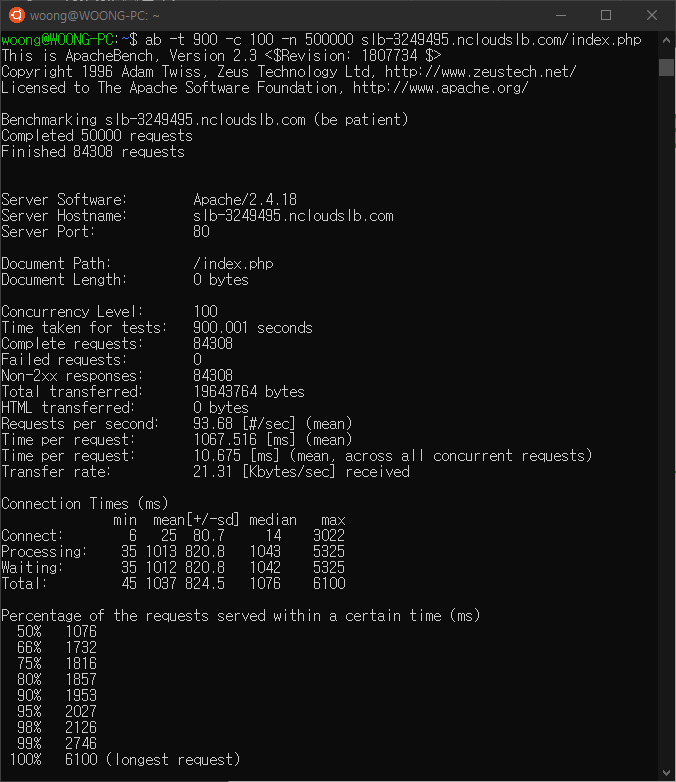 woong@WOONG-PC: ~
woong@WOONG-PC:~$ ab -t 900 -c 100 -n 500000 slb-3249495.ncloudslb.com/index.php
This is ApacheBench, Version 2.3 <$Revision: 1807734 $>
Copyright 1996 Adam Twiss, Zeus Technology Ltd, http://www.zeustech.net/
Licensed to The Apache Software Foundation, http://www.apache.org/

Benchmarking slb-3249495.ncloudslb.com (be patient)
Completed 50000 requests
Finished 84308 requests


Server Software:        Apache/2.4.18
Server Hostname:        slb-3249495.ncloudslb.com
Server Port:            80

Document Path:          /index.php
Document Length:        0 bytes

Concurrency Level:      100
Time taken for tests:   900.001 seconds
Complete requests:      84308
Failed requests:        0
Non-2xx responses:      84308
Total transferred:      19643764 bytes
HTML transferred:       0 bytes
Requests per second:    93.68 [#/sec] (mean)
Time per request:       1067.516 [ms] (mean)
Time per request:       10.675 [ms] (mean, across all concurrent requests)
Transfer rate:          21.31 [Kbytes/sec] received

Connection Times (ms)
              min  mean[+/-sd] median   max
Connect:        6   25  80.7     14    3022
Processing:    35 1013 820.8   1043    5325
Waiting:       35 1012 820.8   1042    5325
Total:         45 1037 824.5   1076    6100

Percentage of the requests served within a certain time (ms)
  50%   1076
  66%   1732
  75%   1816
  80%   1857
  90%   1953
  95%   2027
  98%   2126
  99%   2746
 100%   6100 (longest request)